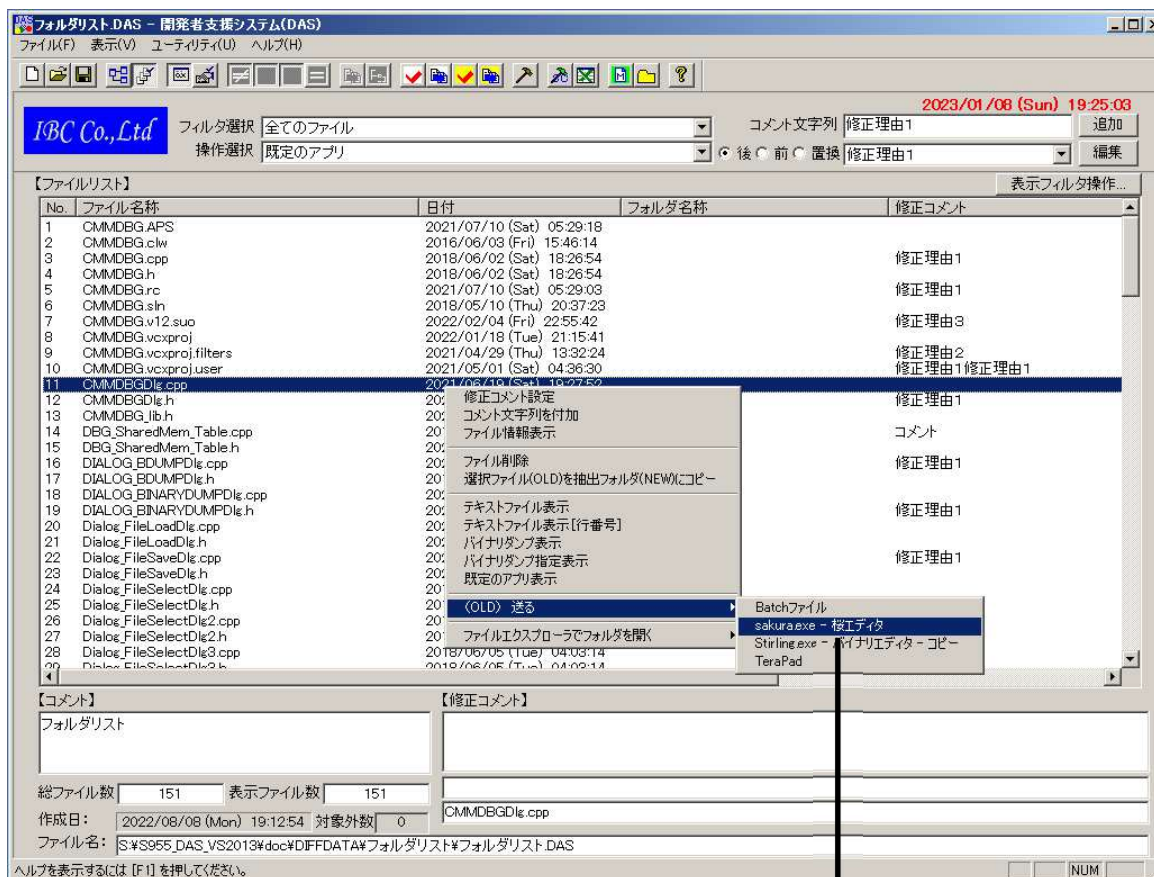 フォルダリスト.DAS - 開発者支援システム(DAS)
ファイル(F) 表示(V) ユーティリティ(U) ヘルプ(H)
2023/01/08 (Sun) 19:25:03
IBC Co.,Ltd
フィルタ選択 全てのファイル コメント文字列 修正理由1 追加
操作選択 既定のアプリ 後 前 置換 修正理由1 編集
【ファイルリスト】 表示フィルタ操作...
No. ファイル名称 日付 フォルダ名称 修正コメント
1 CMMDBG.APS 2021/07/10 (Sat) 05:29:18
2 CMMDBG.clw 2016/06/03 (Fri) 15:46:14
3 CMMDBG.cpp 2018/06/02 (Sat) 18:26:54 修正理由1
4 CMMDBG.h 2018/06/02 (Sat) 18:26:54
5 CMMDBG.rc 2021/07/10 (Sat) 05:29:03 修正理由1
6 CMMDBG.sln 2018/05/10 (Thu) 20:37:23
7 CMMDBG.v12.suo 2022/02/04 (Fri) 22:55:42 修正理由3
8 CMMDBG.vcxproj 2022/01/18 (Tue) 21:15:41
9 CMMDBG.vcxproj.filters 2021/04/29 (Thu) 13:32:24 修正理由2
10 CMMDBG.vcxproj.user 2021/05/01 (Sat) 04:36:30 修正理由1修正理由1
11 CMMDBGDlg.cpp 2021/06/19 (Sat) 19:27:52
12 CMMDBGDlg.h 修正理由1
13 CMMDBG_lib.h
14 DBG_SharedMem_Table.cpp コメント
15 DBG_SharedMem_Table.h
16 DIALOG_BDUMPDlg.cpp 修正理由1
17 DIALOG_BDUMPDlg.h
18 DIALOG_BINARYDUMPDlg.cpp
19 DIALOG_BINARYDUMPDlg.h 修正理由1
20 Dialog_FileLoadDlg.cpp
21 Dialog_FileLoadDlg.h
22 Dialog_FileSaveDlg.cpp 修正理由1
23 Dialog_FileSaveDlg.h
24 Dialog_FileSelectDlg.cpp
25 Dialog_FileSelectDlg.h
26 Dialog_FileSelectDlg2.cpp
27 Dialog_FileSelectDlg2.h
28 Dialog_FileSelectDlg3.cpp 2018/06/05 (Tue) 04:03:14
29 Dialog_FileSelectDlg3.h 2018/06/05 (Tue) 04:03:14
修正コメント設定
コメント文字列を付加
ファイル情報表示
ファイル削除
選択ファイル(OLD)を抽出フォルダ(NEW)にコピー
テキストファイル表示
テキストファイル表示[行番号]
バイナリダンプ表示
バイナリダンプ指定表示
既定のアプリ表示
(OLD) 送る
ファイルエクスプローラでフォルダを開く
Batchファイル
sakura.exe - 桜エディタ
Stirling.exe - バイナリエディター - コピー
TeraPad
【コメント】 【修正コメント】
フォルダリスト
総ファイル数 151 表示ファイル数 151
作成日: 2022/08/08 (Mon) 19:12:54 対象外数 0
CMMDBGDlg.cpp
ファイル名: S:¥S955_DAS_VS2013¥doc¥DIFFDATA¥フォルダリスト¥フォルダリスト.DAS
ヘルプを表示するには [F1] を押してください。 NUM